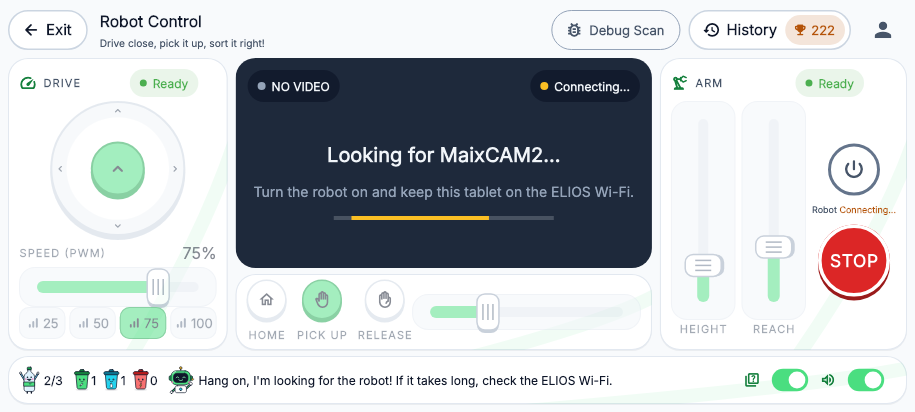 Exit
Robot Control
Drive close, pick it up, sort it right!
Debug Scan
History
222
DRIVE
Ready
NO VIDEO
Connecting...
ARM
Ready
Looking for MaixCAM2...
Turn the robot on and keep this tablet on the ELIOS Wi-Fi.
Robot Connecting...
STOP
SPEED (PWM)
75%
25
50
75
100
HOME
PICK UP
RELEASE
HEIGHT
REACH
2/3
1
1
0
Hang on, I'm looking for the robot! If it takes long, check the ELIOS Wi-Fi.